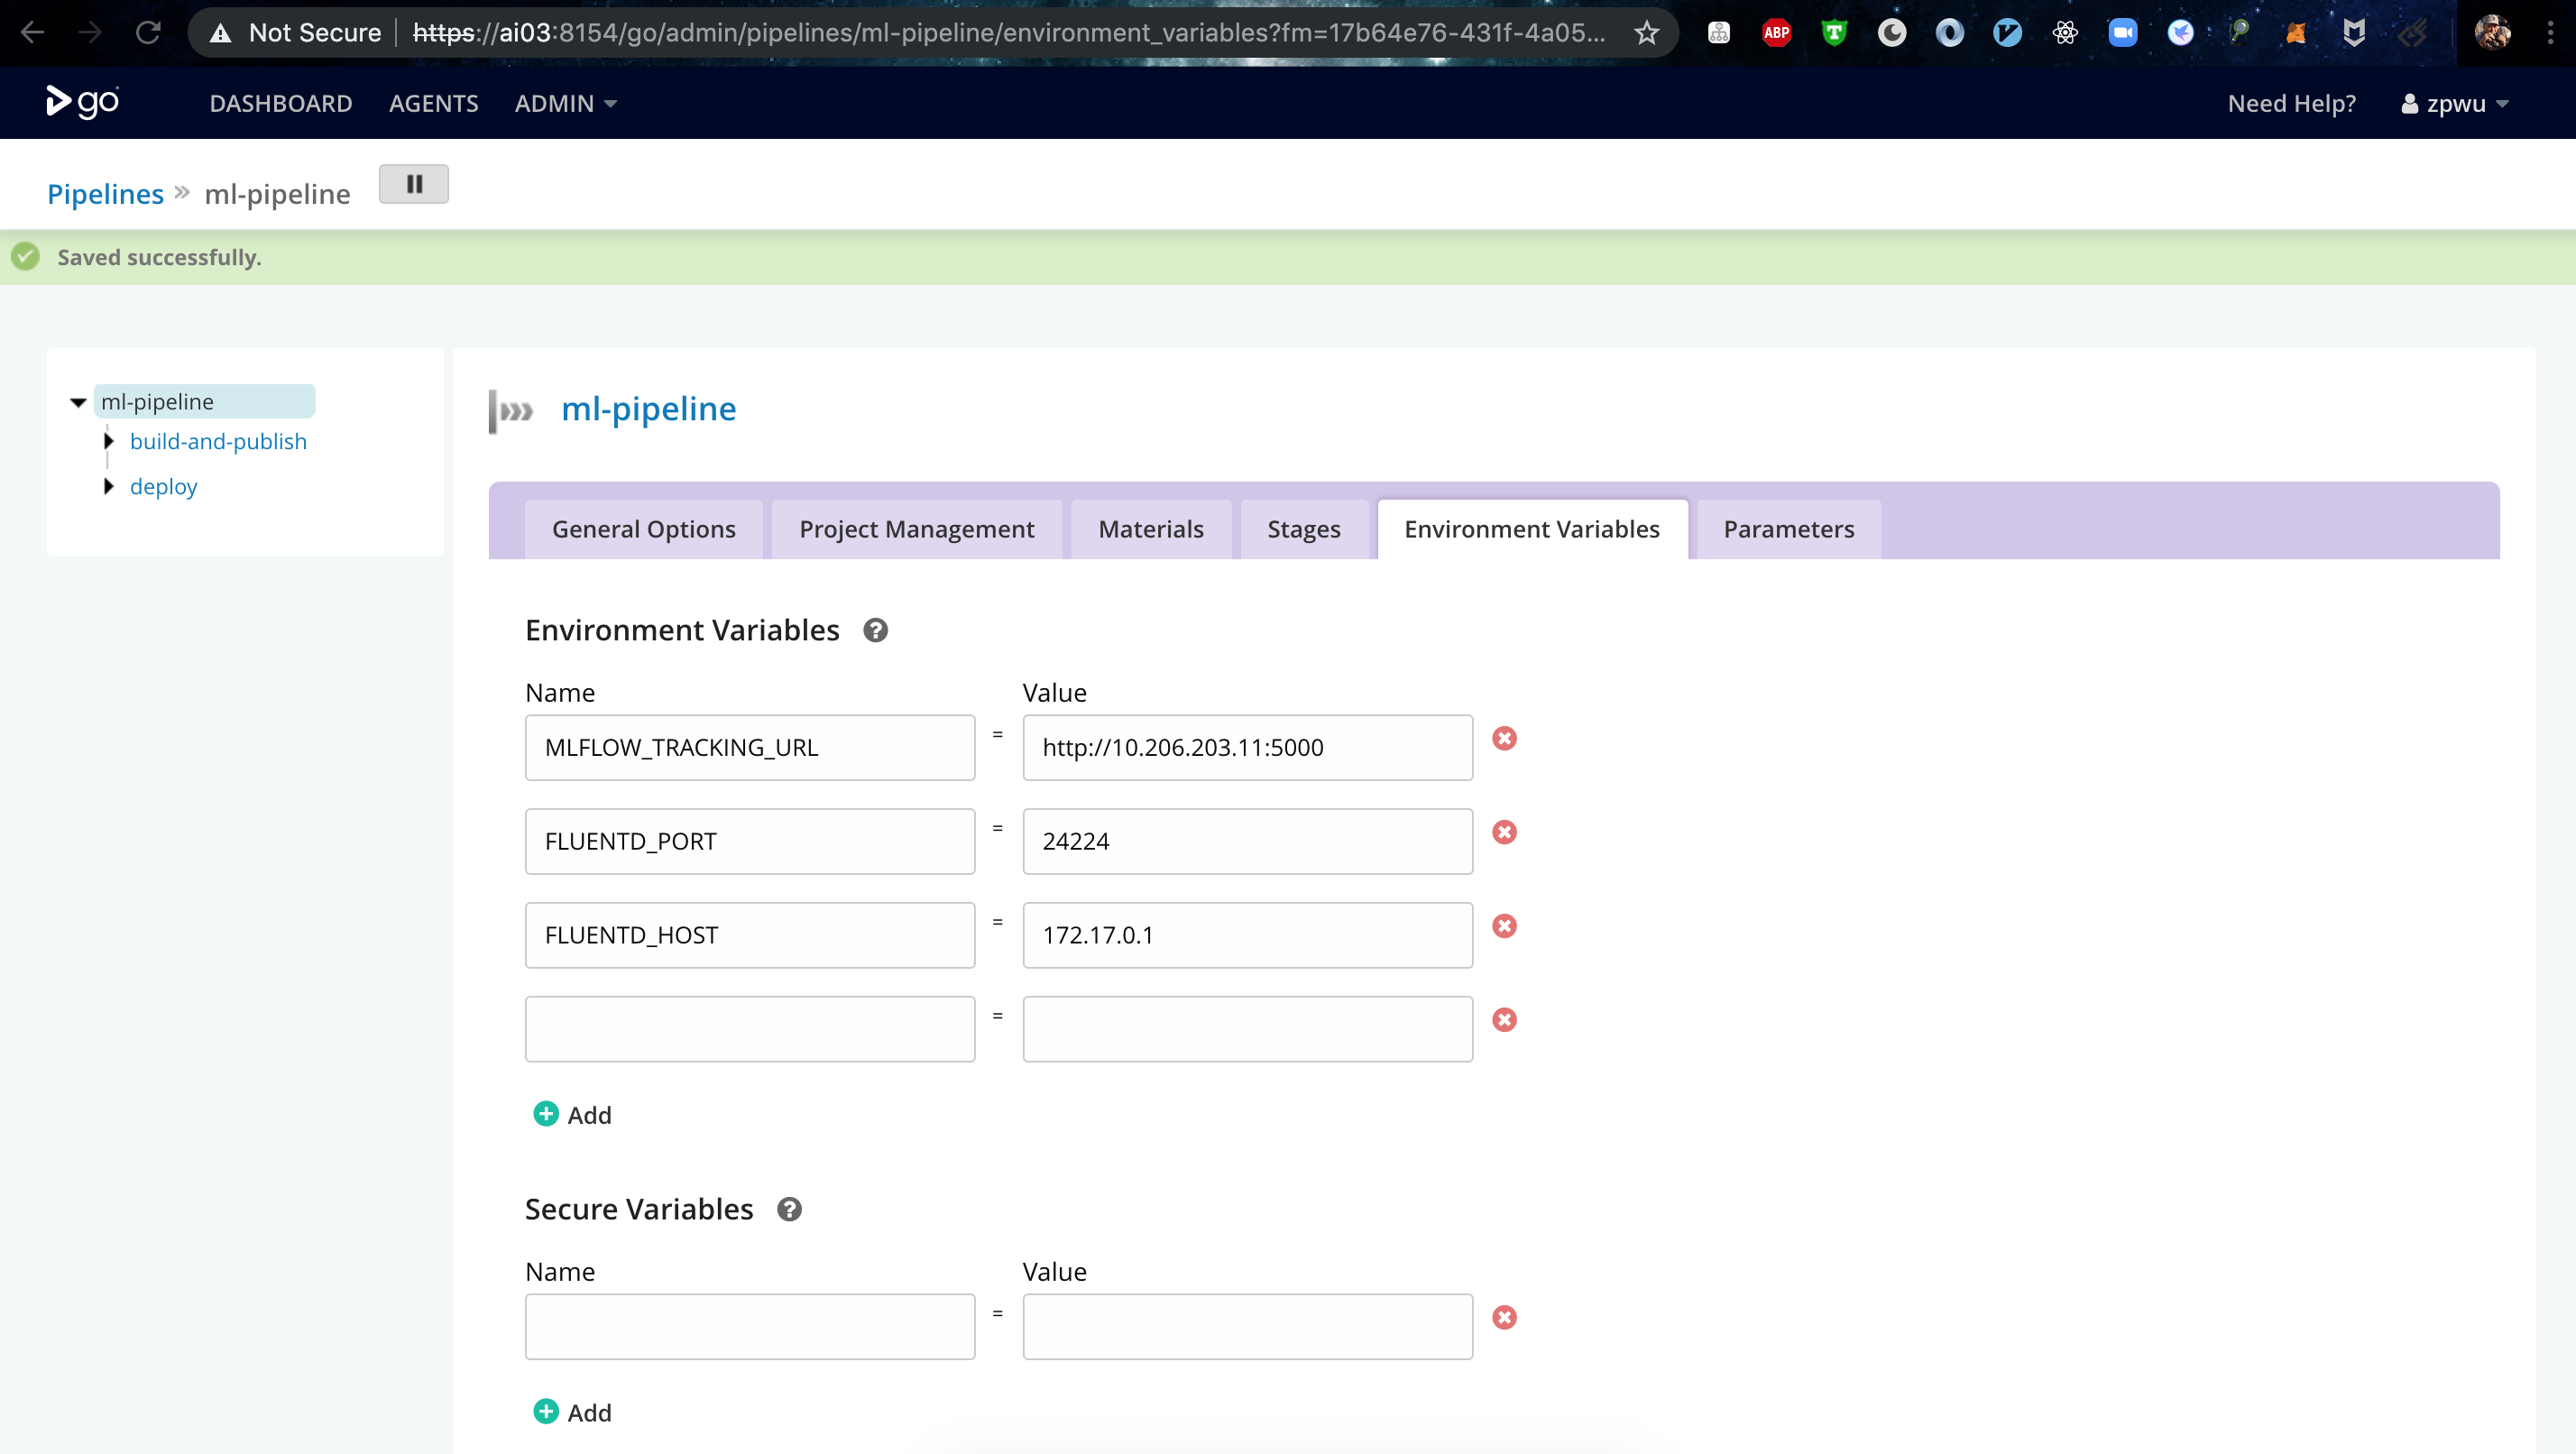 Not Secure https://ai03:8154/go/admin/pipelines/ml-pipeline/environment_variables?fm=17b64e76-431f-4a05... ABP T
go DASHBOARD AGENTS ADMIN Need Help? zpwu
Pipelines » ml-pipeline
Saved successfully.
ml-pipeline
build-and-publish
deploy
ml-pipeline
General Options Project Management Materials Stages Environment Variables Parameters
Environment Variables ?
Name Value
MLFLOW_TRACKING_URL = http://10.206.203.11:5000
FLUENTD_PORT = 24224
FLUENTD_HOST = 172.17.0.1
=
Add
Secure Variables ?
Name Value
=
Add